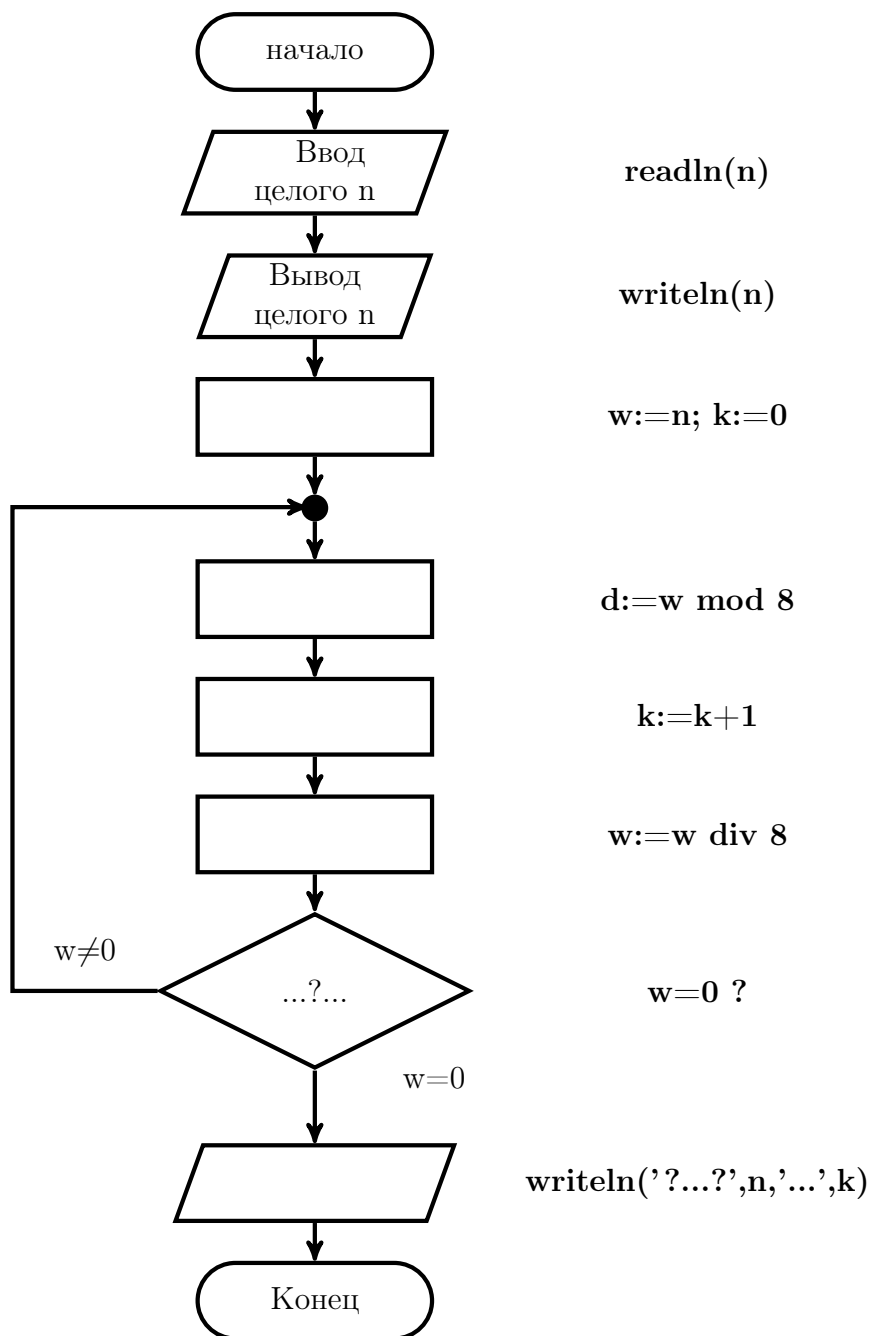 начало
Ввод
целого n
readln(n)
Вывод
целого n
writeln(n)
w:=n; k:=0
d:=w mod 8
k:=k+1
w:=w div 8
w≠0
...?...
w=0 ?
w=0
writeln('?...?',n,'...',k)
Конец